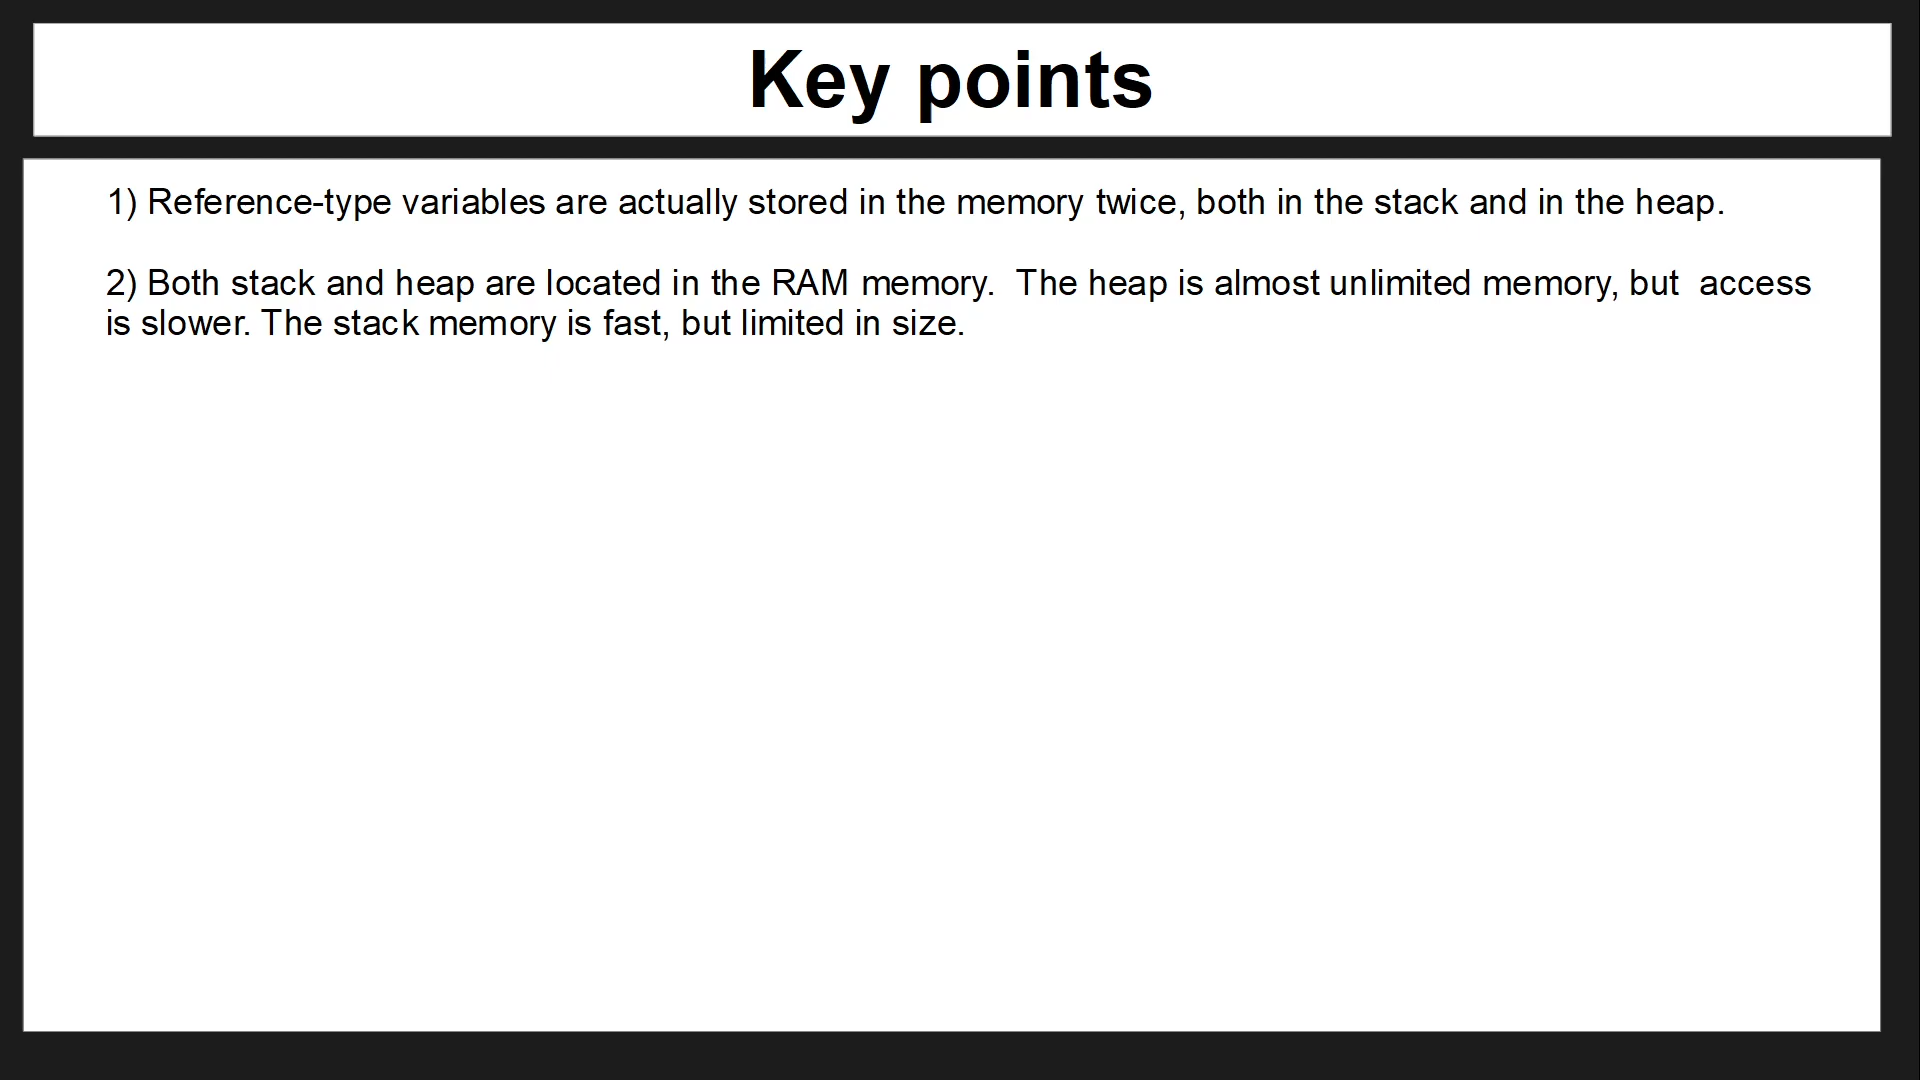 Key points
1) Reference-type variables are actually stored in the memory twice, both in the stack and in the heap.
2) Both stack and heap are located in the RAM memory.  The heap is almost unlimited memory, but  access
is slower. The stack memory is fast, but limited in size.